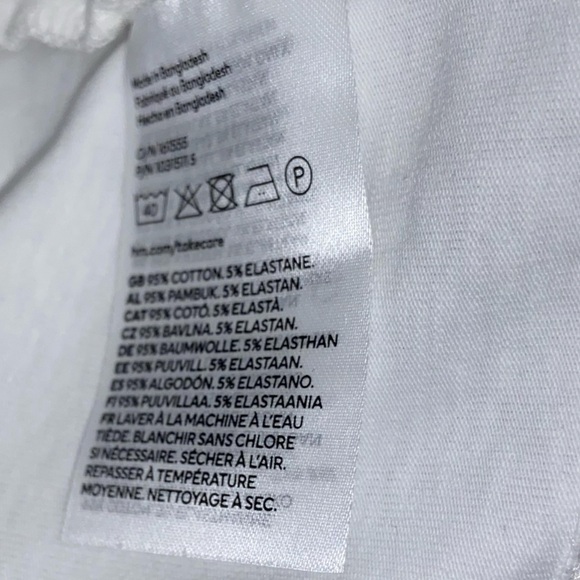 Made in Bangladesh
Fabriqué au Bangladesh
Hecho en Bangladesh
40
P
hm.com/takecare
GB 95% COTTON. 5% ELASTANE.
AL 95% PAMBUK. 5% ELASTAN.
CAT 95% COTÓ. 5% ELASTÀ.
CZ 95% BAVLNA. 5% ELASTAN.
DE 95% BAUMWOLLE. 5% ELASTHAN
EE 95% PUUVILL. 5% ELASTAAN.
ES 95% ALGODÓN. 5% ELASTANO.
FI 95% PUUVILLAA. 5% ELASTAANIA
FR LAVER À LA MACHINE À L'EAU
TIÈDE. BLANCHIR SANS CHLORE
SI NÉCESSAIRE. SÉCHER À L'AIR.
REPASSER À TEMPÉRATURE
MOYENNE. NETTOYAGE À SEC.